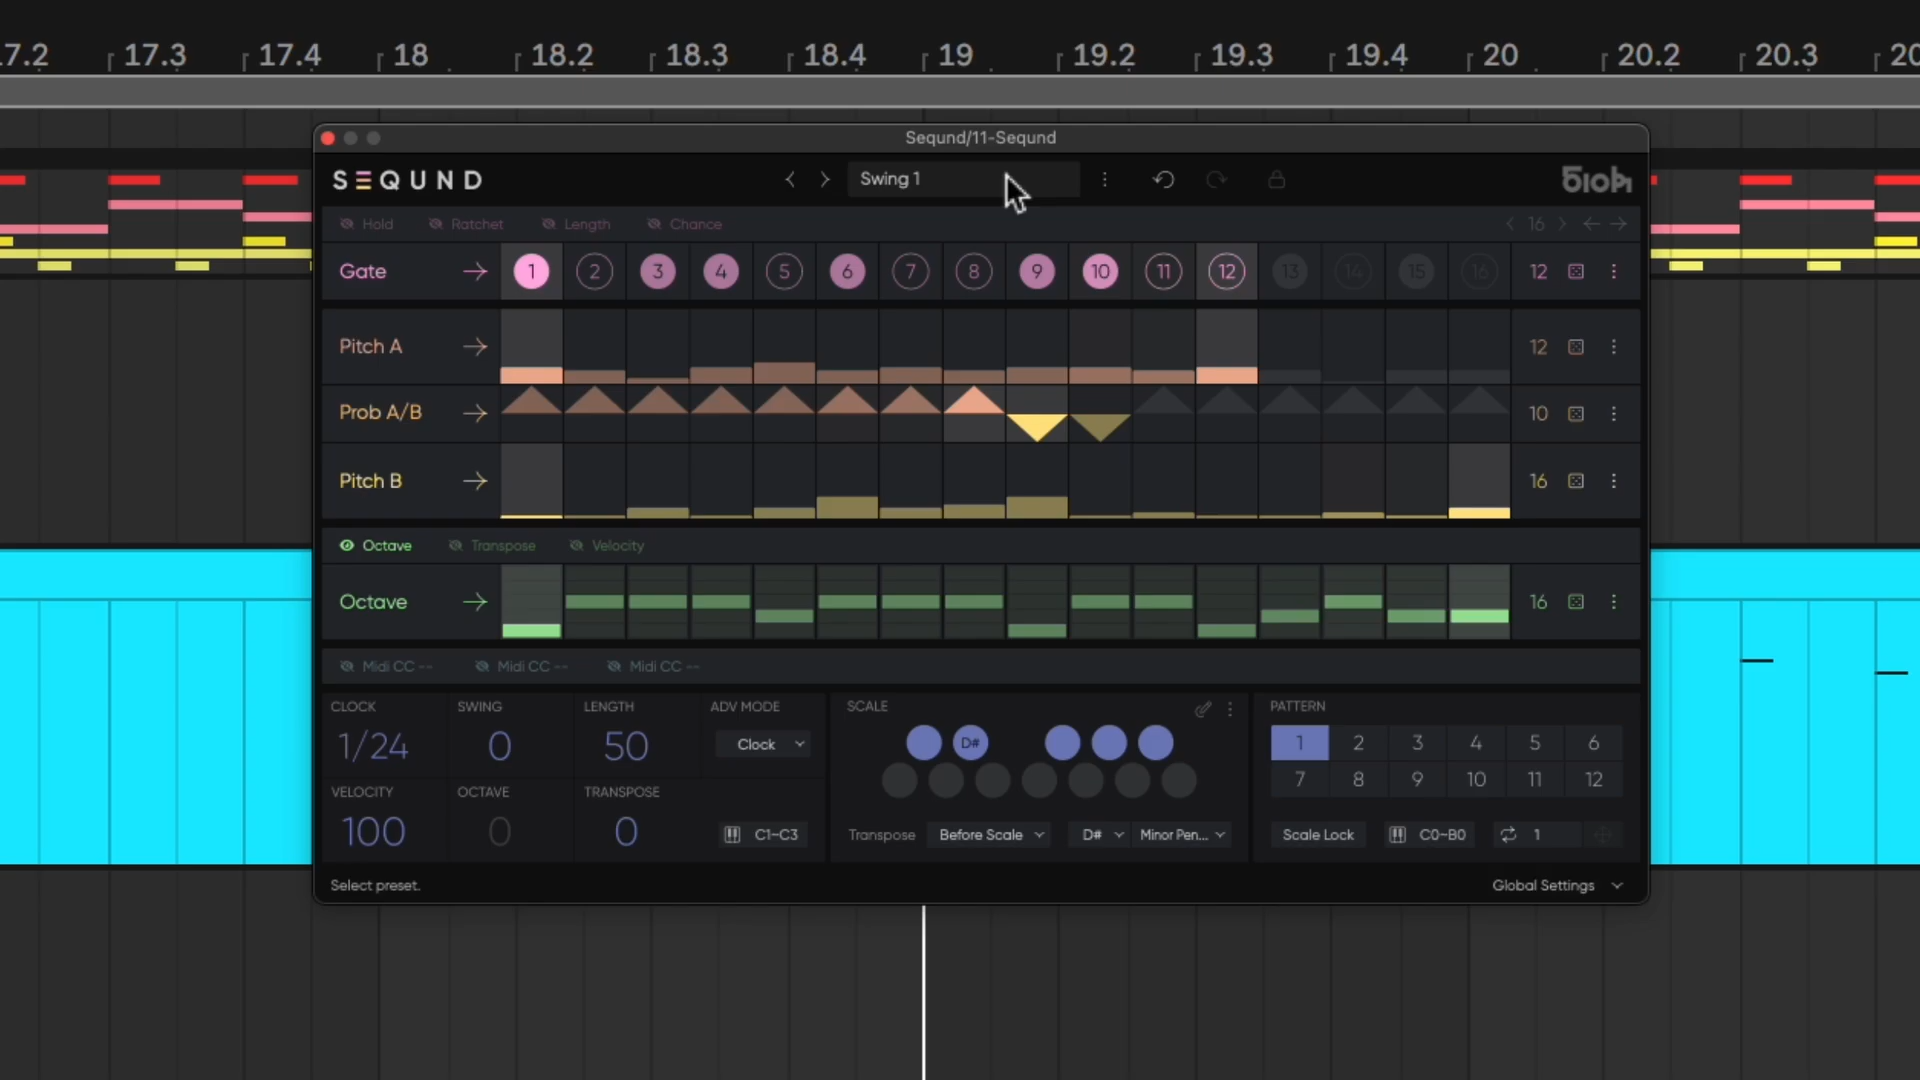 17.2 17.3 17.4 18 18.2 18.3 18.4 19 19.2 19.3 19.4 20 20.2 20.3
Seqund/11-Seqund
SEQUND < > Swing 1
Hold Ratchet Length Chance < 16 >
Gate 1 2 3 4 5 6 7 8 9 10 11 12 13 14 15 16 12
Pitch A 12
Prob A/B 10
Pitch B 16
Octave Transpose Velocity
Octave 16
Midi CC -- Midi CC -- Midi CC --
CLOCK SWING LENGTH ADV MODE
1/24 0 50 Clock
VELOCITY OCTAVE TRANSPOSE
100 0 0 C1-C3
SCALE
D#
Transpose Before Scale D# Minor Pen...
PATTERN
1 2 3 4 5 6
7 8 9 10 11 12
Scale Lock C0-B0 1
Select preset. Global Settings